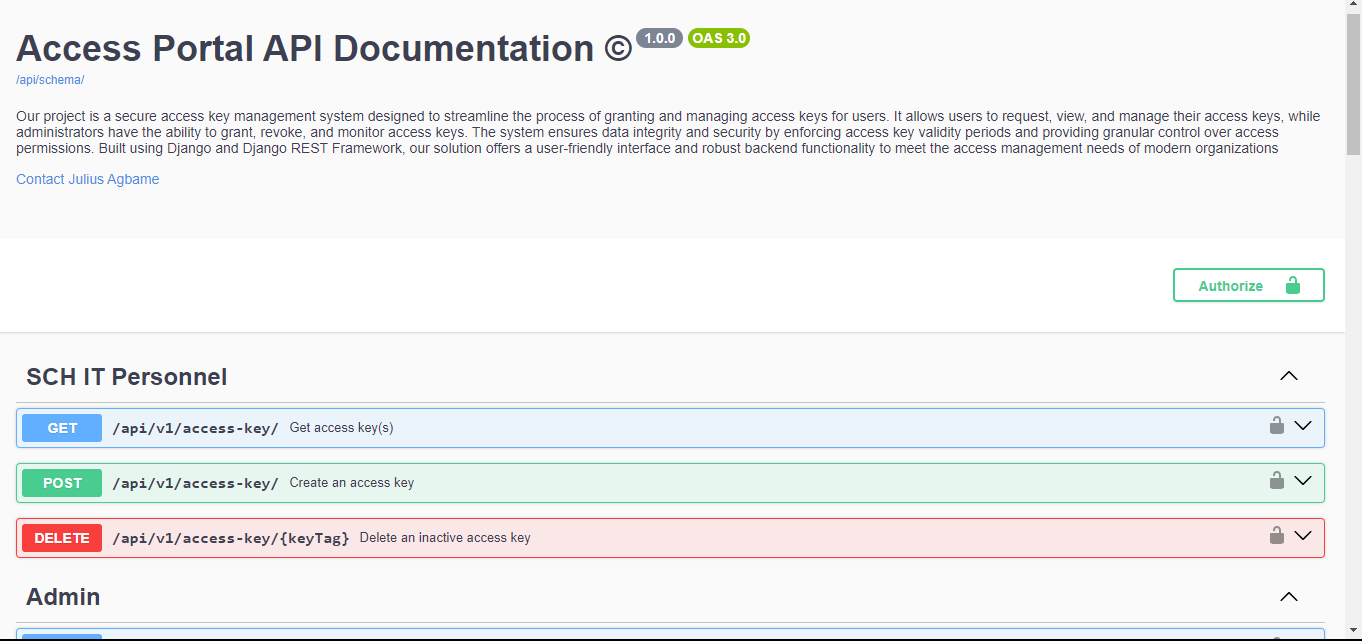 Access Portal API Documentation © 1.0.0 OAS 3.0
/api/schema/
Our project is a secure access key management system designed to streamline the process of granting and managing access keys for users. It allows users to request, view, and manage their access keys, while
administrators have the ability to grant, revoke, and monitor access keys. The system ensures data integrity and security by enforcing access key validity periods and providing granular control over access
permissions. Built using Django and Django REST Framework, our solution offers a user-friendly interface and robust backend functionality to meet the access management needs of modern organizations
Contact Julius Agbame
Authorize
SCH IT Personnel
GET /api/v1/access-key/ Get access key(s)
POST /api/v1/access-key/ Create an access key
DELETE /api/v1/access-key/{keyTag} Delete an inactive access key
Admin